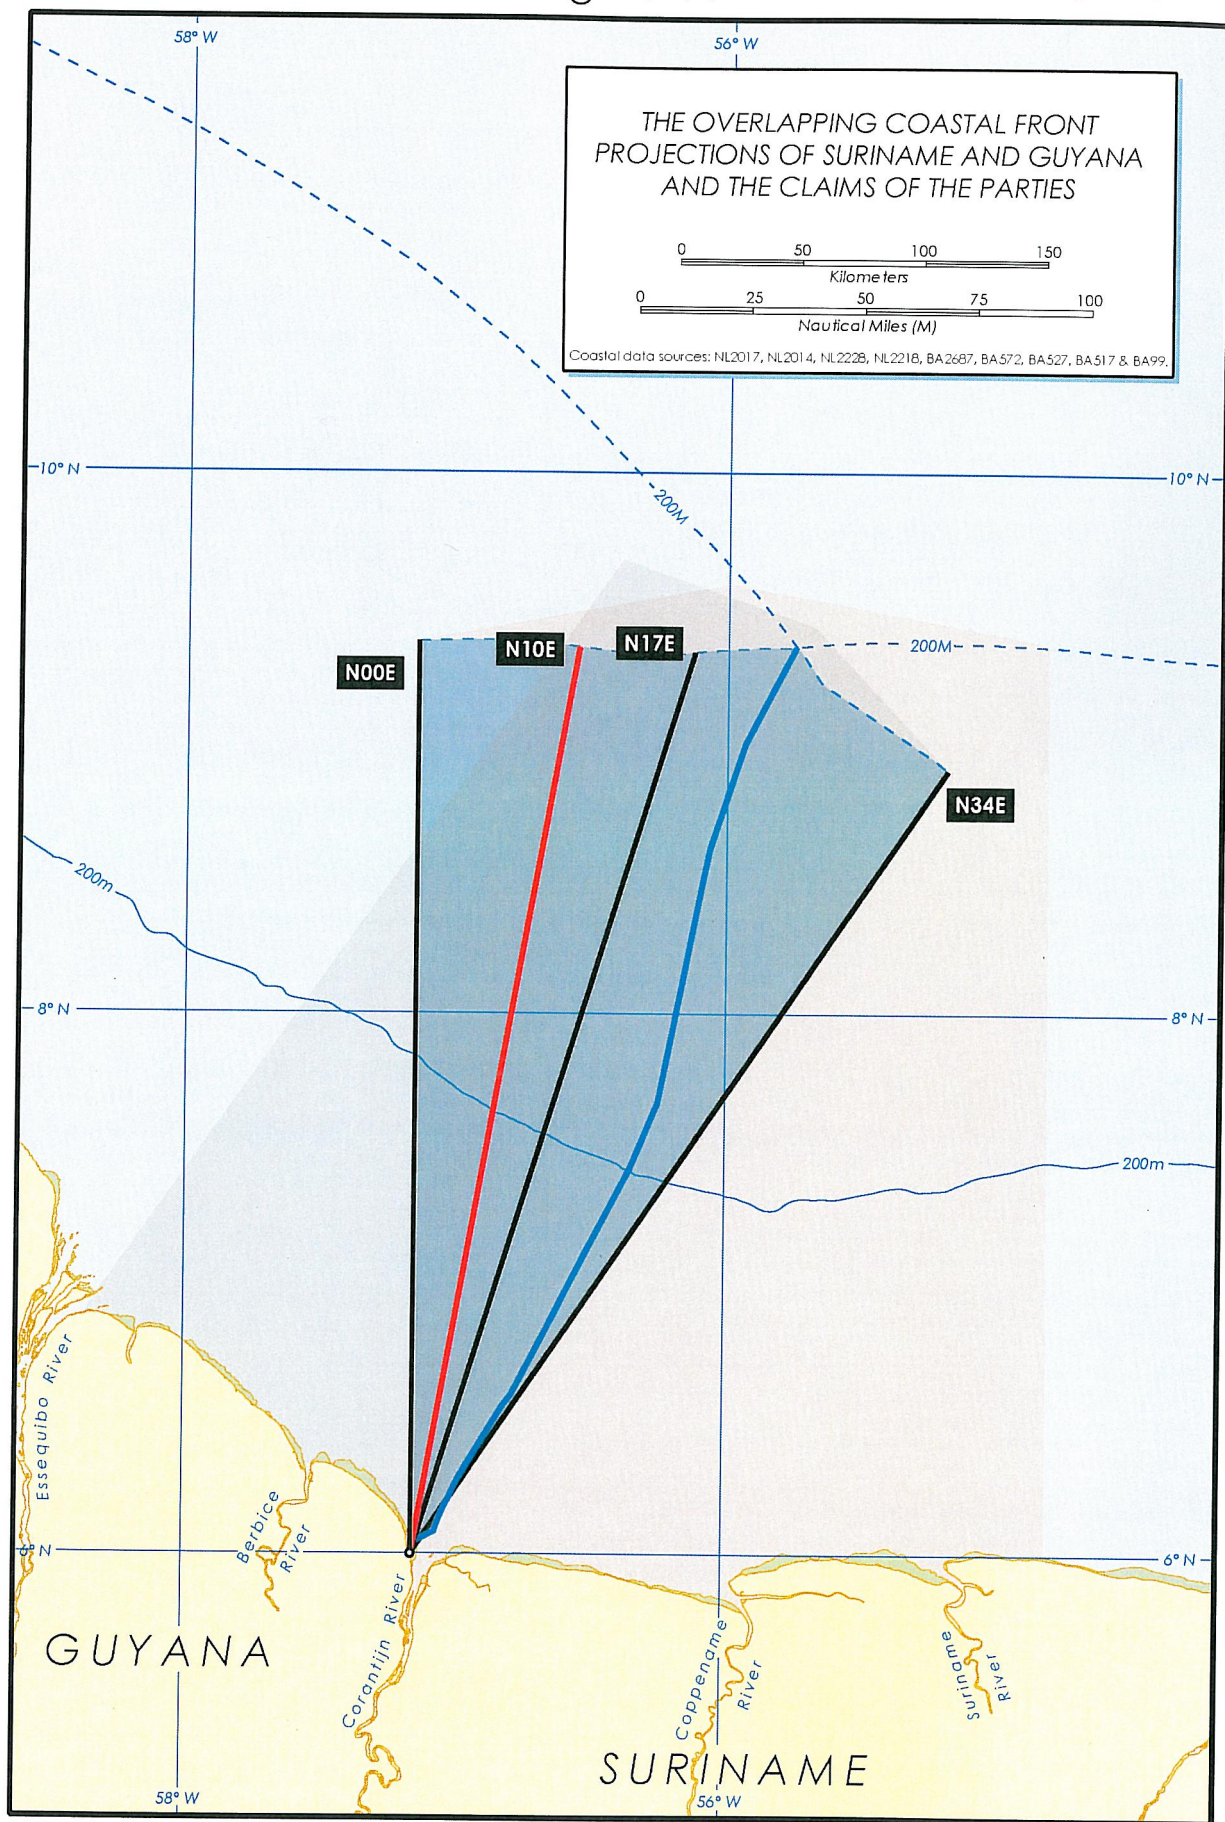 58° W
56° W
THE OVERLAPPING COASTAL FRONT
PROJECTIONS OF SURINAME AND GUYANA
AND THE CLAIMS OF THE PARTIES
0 50 100 150
Kilometers
0 25 50 75 100
Nautical Miles (M)
Coastal data sources: NL2017, NL2014, NL2228, NL2218, BA2687, BA572, BA527, BA517 & BA99.
10° N
10° N
200M
N00E
N10E
N17E
200M
N34E
200m
8° N
8° N
200m
Essequibo River
Berbice
River
6° N
6° N
GUYANA
Corantijn River
Coppename
River
Suriname
River
SURINAME
58° W
56° W